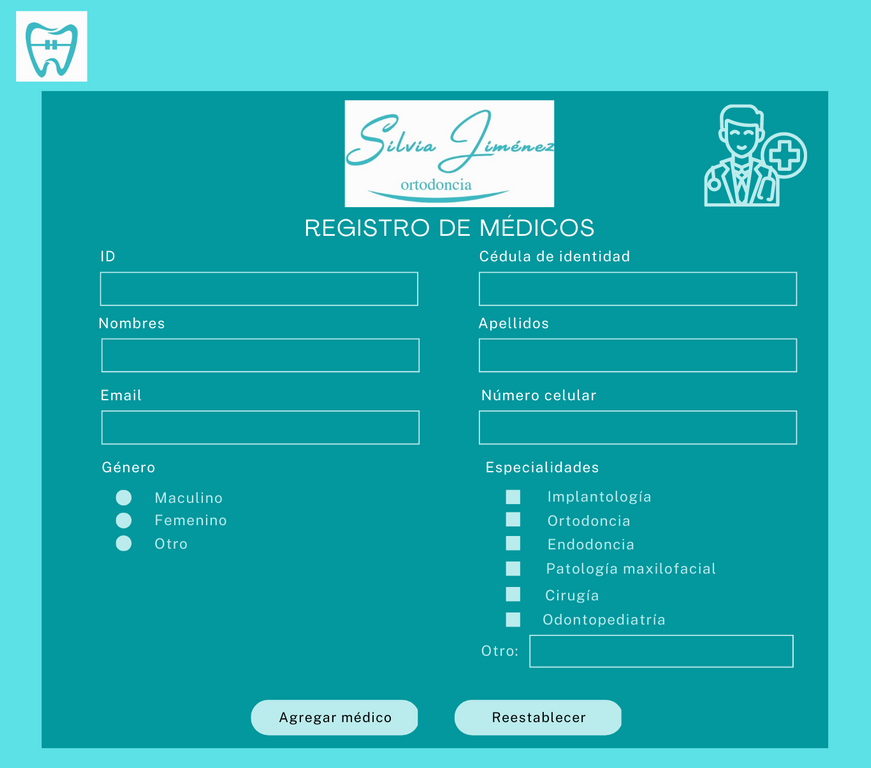 Silvia Jiménez
ortodoncia
REGISTRO DE MÉDICOS
ID
Cédula de identidad
Nombres
Apellidos
Email
Número celular
Género
Maculino
Femenino
Otro
Especialidades
Implantología
Ortodoncia
Endodoncia
Patología maxilofacial
Cirugía
Odontopediatría
Otro:
Agregar médico
Reestablecer